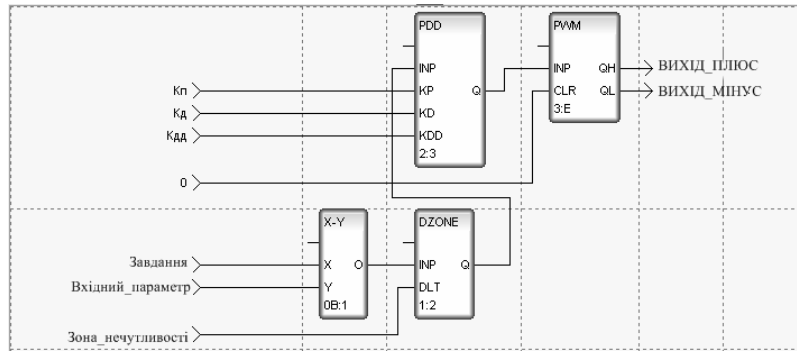 PDD PWM
INP INP QH ВИХІД_ПЛЮС
Кп KP Q CLR QL ВИХІД_МІНУС
Кд KD 3:E
Кдд KDD
2:3
0
X-Y DZONE
Завдання X O INP Q
Вхідний_параметр Y DLT
0B:1 1:2
Зона_нечутливості